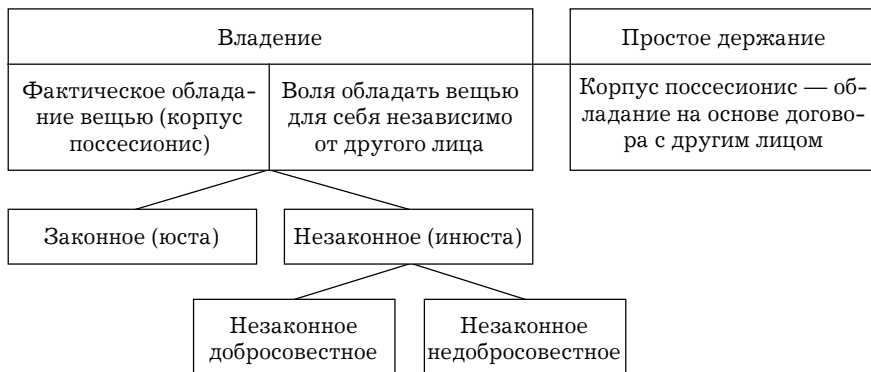 Владение
Простое держание
Фактическое облада-
ние вещью (корпус
поссесионис)
Воля обладать вещью
для себя независимо
от другого лица
Корпус поссесионис — об-
ладание на основе догово-
ра с другим лицом
Законное (юста)
Незаконное (инюста)
Незаконное
добросовестное
Незаконное
недобросовестное